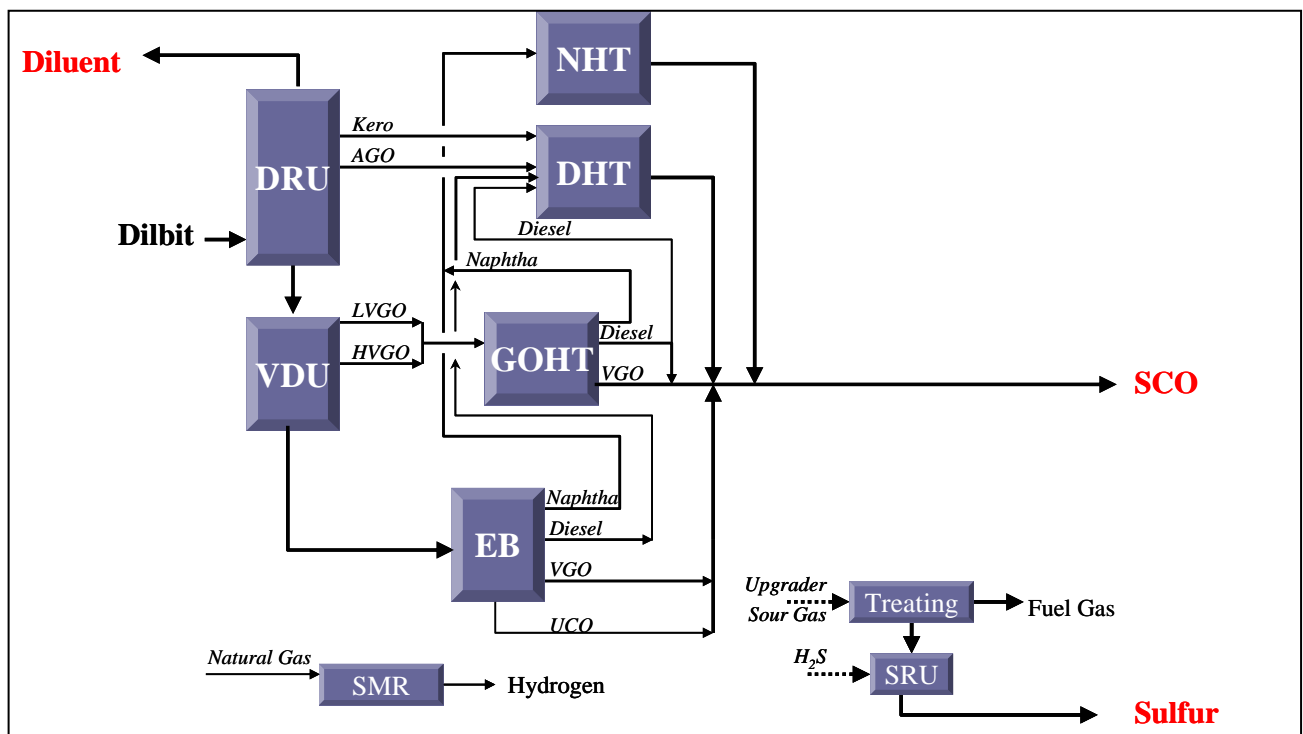 NHT
Diluent
Kero
AGO
DRU
DHT
Dilbit
Diesel
Naphtha
LVGO
HVGO
VDU
GOHT
Diesel
VGO
SCO
Naphtha
Diesel
EB
VGO
UCO
Upgrader
Sour Gas
Treating
Fuel Gas
Natural Gas
SMR
Hydrogen
H2S
SRU
Sulfur